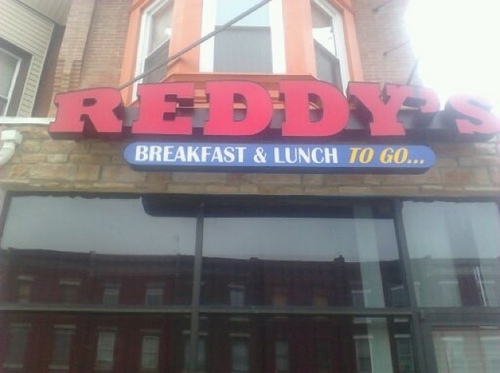 REDDY'S
BREAKFAST & LUNCH TO GO...